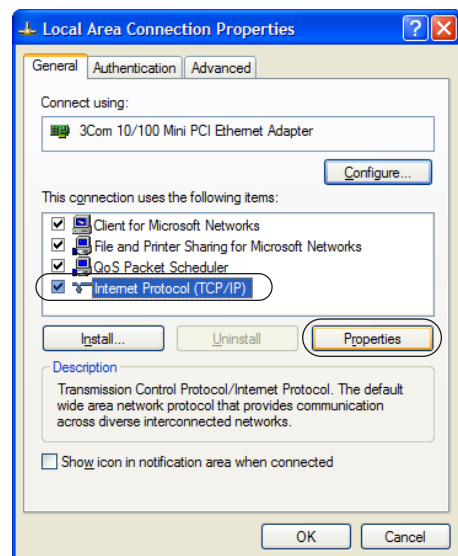 Local Area Connection Properties
General Authentication Advanced
Connect using:
3Com 10/100 Mini PCI Ethernet Adapter
Configure...
This connection uses the following items:
Client for Microsoft Networks
File and Printer Sharing for Microsoft Networks
QoS Packet Scheduler
Internet Protocol (TCP/IP)
Install... Uninstall Properties
Description
Transmission Control Protocol/Internet Protocol. The default
wide area network protocol that provides communication
across diverse interconnected networks.
Show icon in notification area when connected
OK Cancel